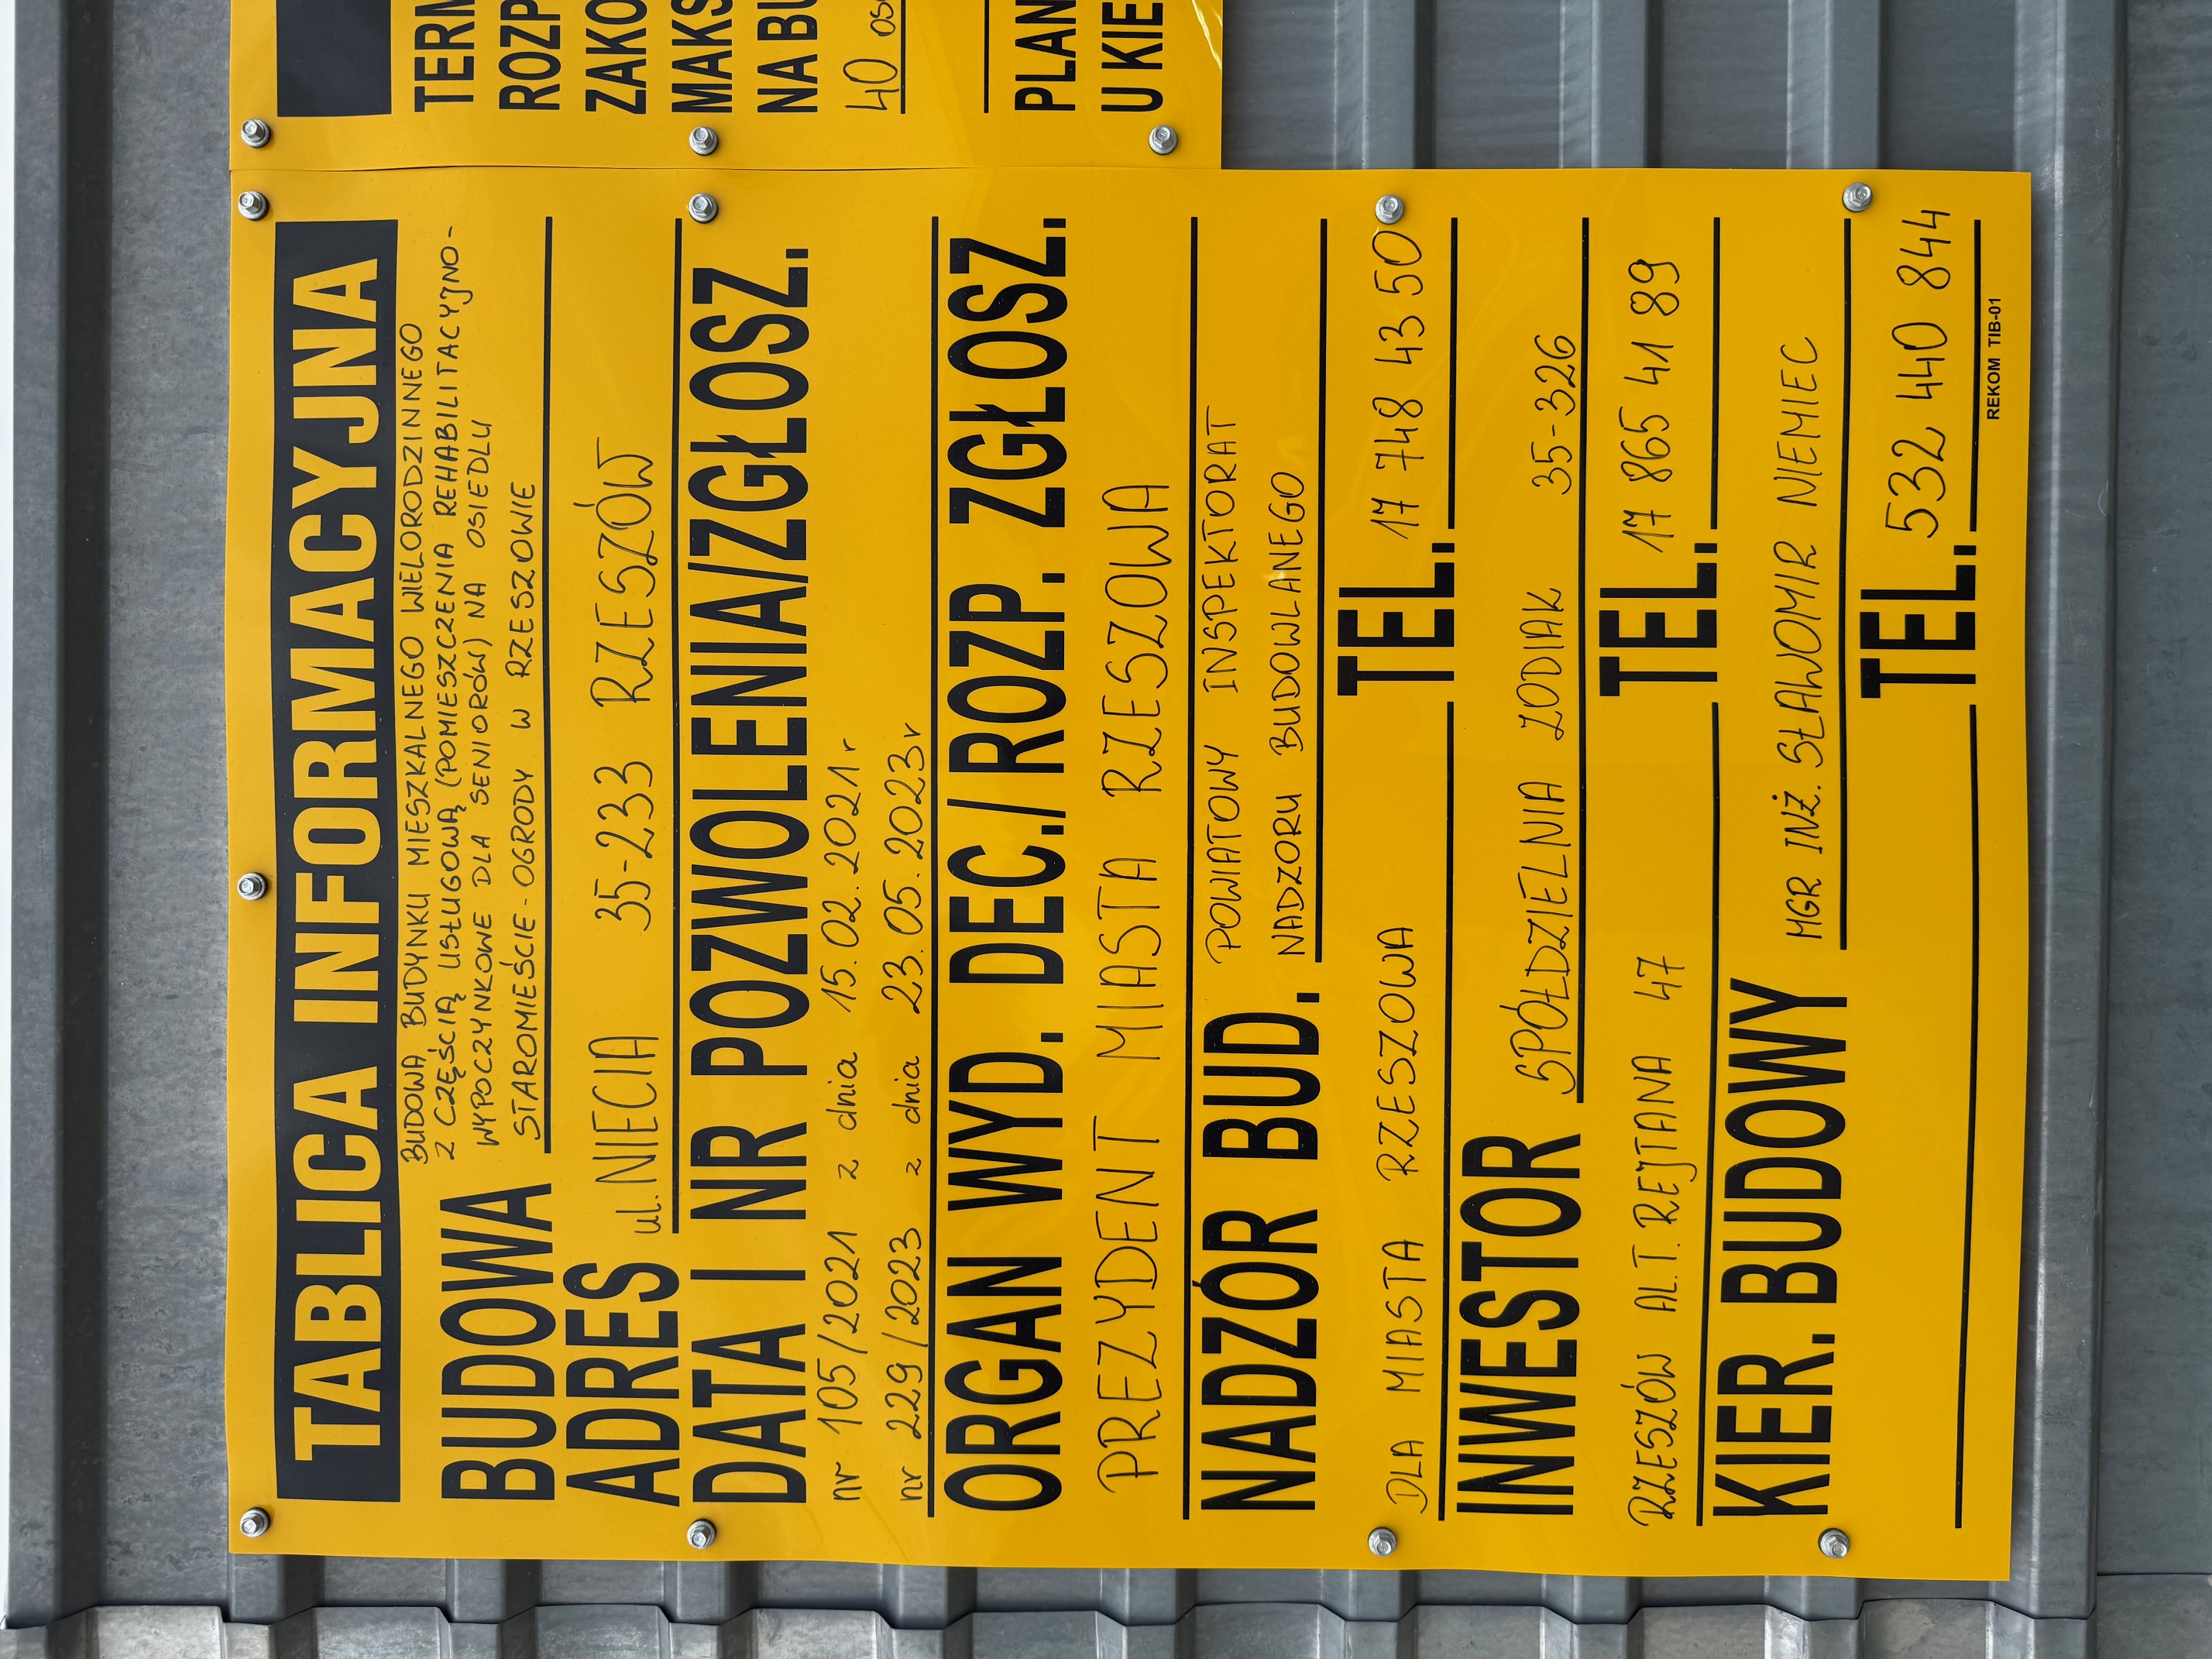 TABLICA INFORMACYJNA
BUDOWA BUDOWA BUDYNKU MIESZKALNEGO WIELORODZINNEGO
Z CZĘŚCIĄ USŁUGOWĄ (POMIESZCZENIA REHABILITACYJNO-
WYPOCZYNKOWE DLA SENIORÓW) NA OSIEDLU
STAROMIEŚCIE-OGRODY W RZESZOWIE
ADRES ul. NIECIA 35-233 RZESZÓW
DATA I NR POZWOLENIA/ZGŁOSZ.
nr 105/2021 z dnia 15.02.2021r
nr 229/2023 z dnia 23.05.2023r
ORGAN WYD. DEC./ROZP. ZGŁOSZ.
PREZYDENT MIASTA RZESZOWA
NADZÓR BUD. POWIATOWY INSPEKTORAT
NADZORU BUDOWLANEGO
DLA MIASTA RZESZOWA TEL. 17 748 43 50
INWESTOR SPÓŁDZIELNIA ZODIAK 35-326
RZESZÓW AL.T. REJTANA 47 TEL. 17 865 41 89
KIER. BUDOWY MGR INŻ. SŁAWOMIR NIEMIEC
TEL. 532 440 844
REKOM TIB-01
TERM
ROZP
ZAKO
MAKS
NA BU
40 os
PLAN
U KIE